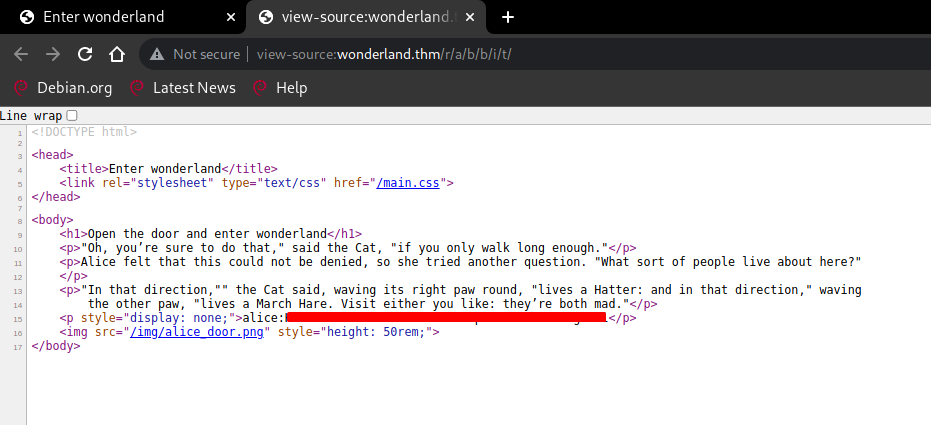 Enter wonderland
view-source:wonderland.
Not secure view-source:wonderland.thm/r/a/b/b/i/t/
Debian.org Latest News Help
Line wrap
1 <!DOCTYPE html>
2
3 <head>
4 <title>Enter wonderland</title>
5 <link rel="stylesheet" type="text/css" href="/main.css">
6 </head>
7
8 <body>
9 <h1>Open the door and enter wonderland</h1>
10 <p>"Oh, you’re sure to do that," said the Cat, "if you only walk long enough."</p>
11 <p>Alice felt that this could not be denied, so she tried another question. "What sort of people live about here?"
12 </p>
13 <p>"In that direction,"" the Cat said, waving its right paw round, "lives a Hatter: and in that direction," waving
14 the other paw, "lives a March Hare. Visit either you like: they’re both mad."</p>
15 <p style="display: none;">alice: </p>
16 <img src="/img/alice_door.png" style="height: 50rem;">
17 </body>